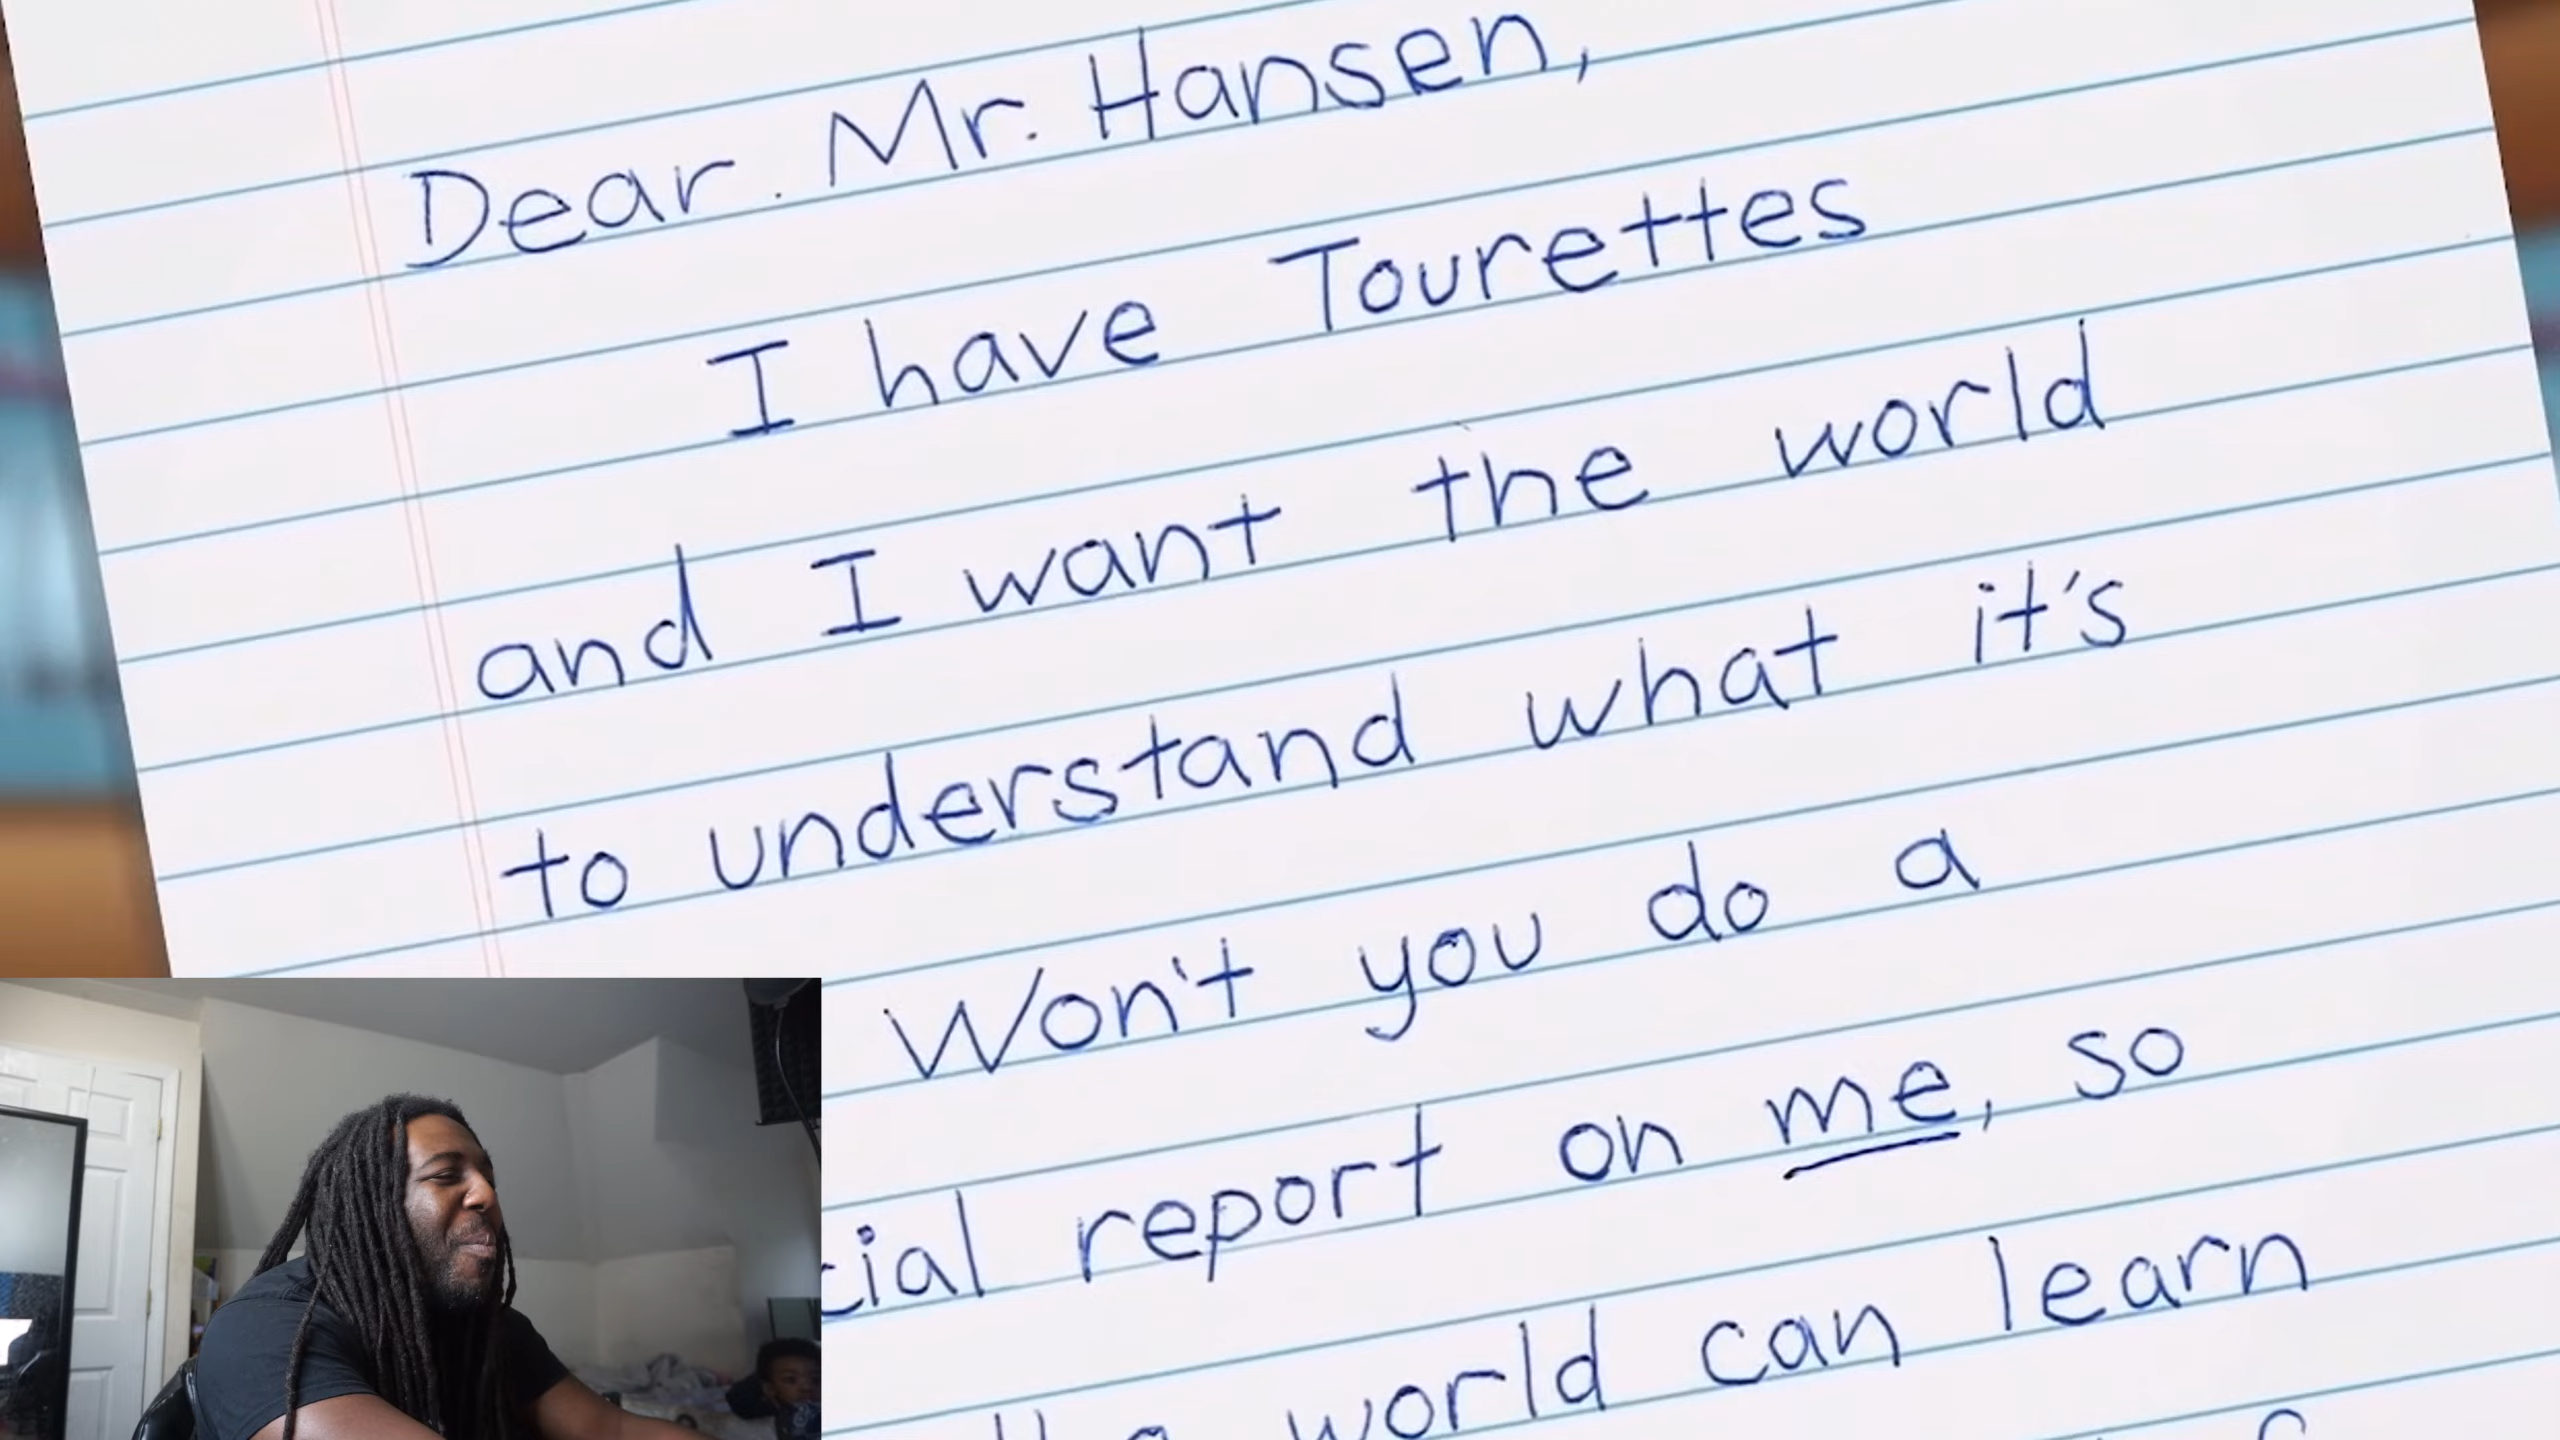 Dear. Mr. Hansen,
I have Tourettes
and I want the world
to understand what it's
Won't you do a
cial report on me, so
world can learn